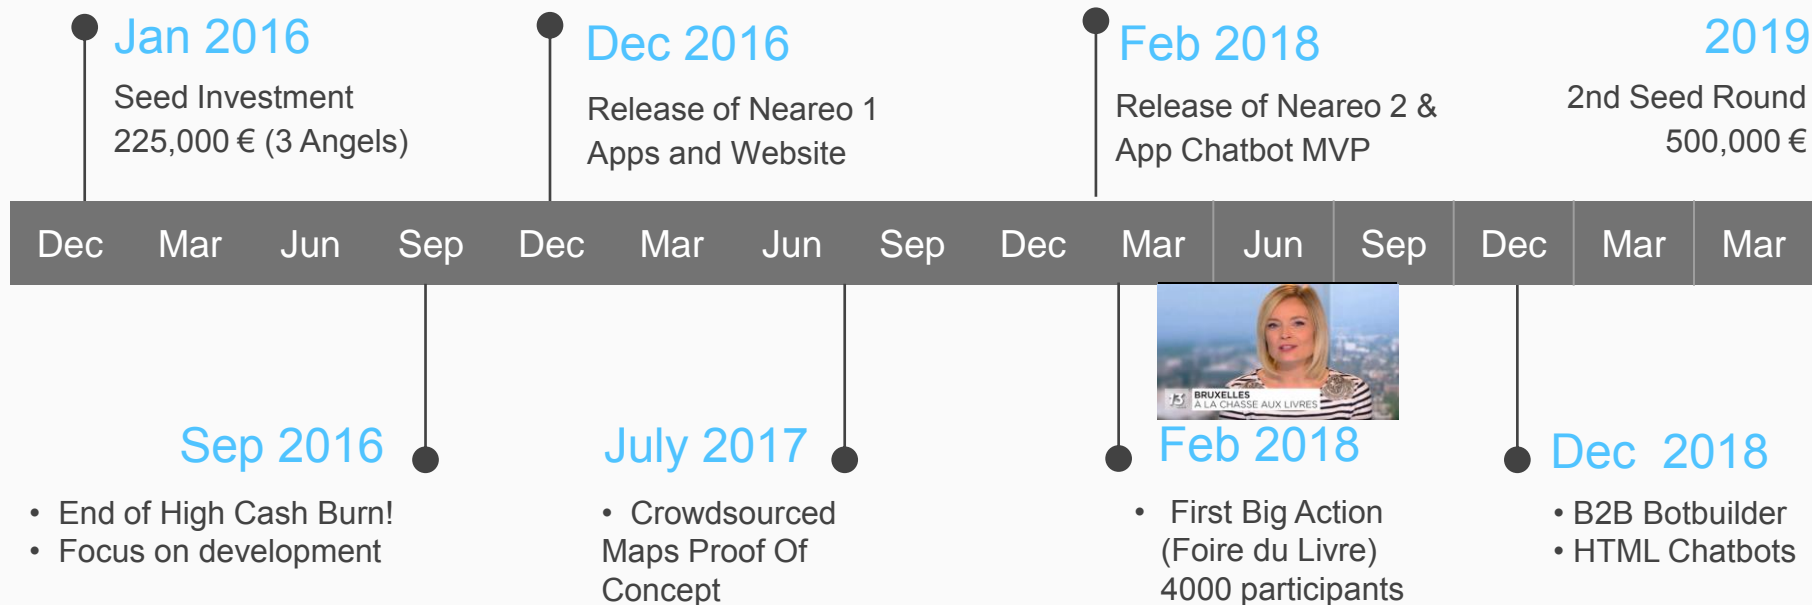 Jan 2016
Seed Investment
225,000 € (3 Angels)
Dec 2016
Release of Neareo 1
Apps and Website
Feb 2018
Release of Neareo 2 &
App Chatbot MVP
2019
2nd Seed Round
500,000 €
Dec Mar Jun Sep Dec Mar Jun Sep Dec Mar Jun Sep Dec Mar Mar
13
BRUXELLES
A LA CHASSE AUX LIVRES
Sep 2016
• End of High Cash Burn!
• Focus on development
July 2017
• Crowdsourced
Maps Proof Of
Concept
Feb 2018
• First Big Action
(Foire du Livre)
4000 participants
Dec 2018
• B2B Botbuilder
• HTML Chatbots